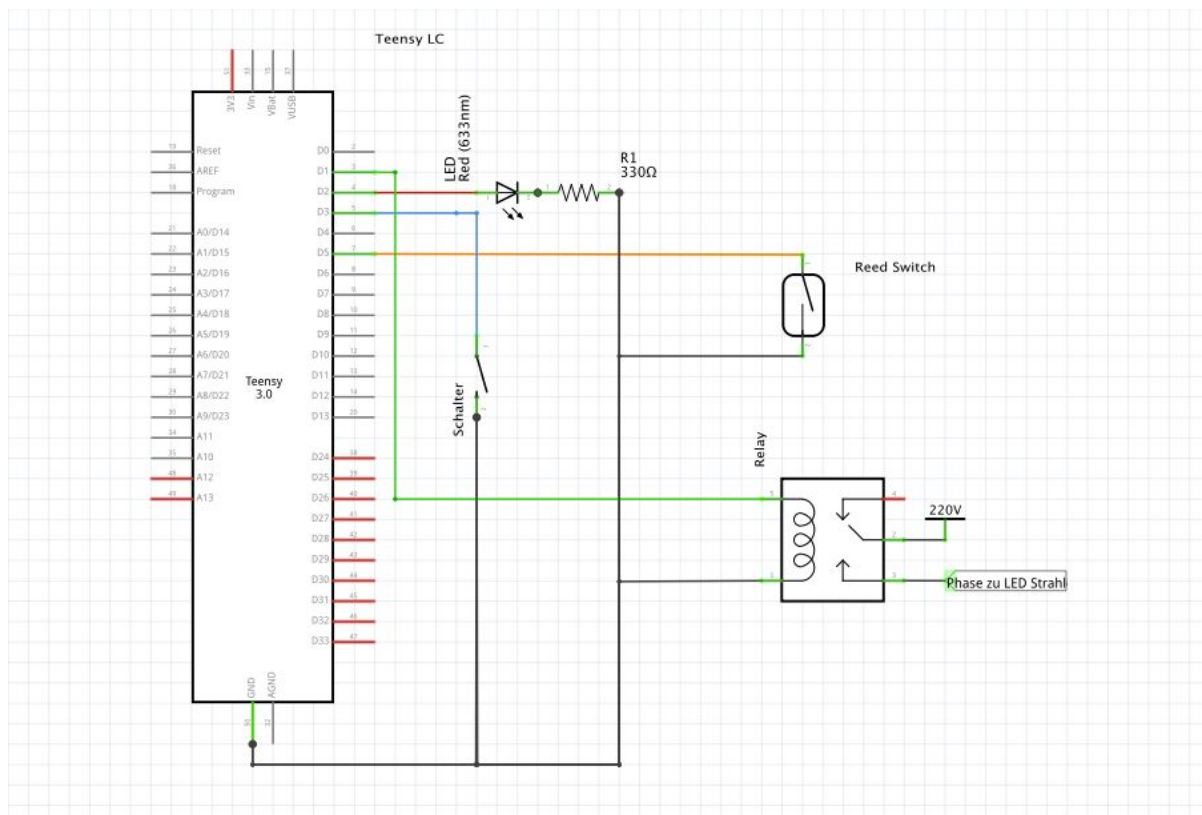 Teensy LC
3V3
Vin
VBat
VUSB
Reset
AREF
Program
A0/D14
A1/D15
A2/D16
A3/D17
A4/D18
A5/D19
A6/D20
A7/D21
A8/D22
A9/D23
A11
A10
A12
A13
Teensy
3.0
D0
D1
D2
D3
D4
D5
D6
D7
D8
D9
D10
D11
D12
D13
D24
D25
D26
D27
D28
D29
D30
D31
D32
D33
GND
AGND
LED
Red (633nm)
R1
330Ω
Reed Switch
Schalter
Relay
220V
Phase zu LED Strahl